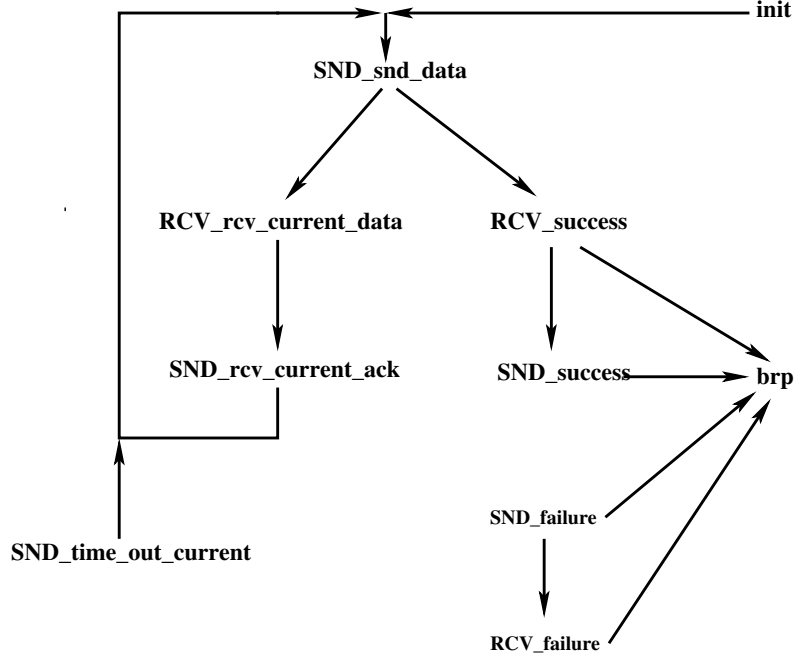 init
SND_snd_data
RCV_rcv_current_data
RCV_success
SND_rcv_current_ack
SND_success
brp
SND_failure
SND_time_out_current
RCV_failure